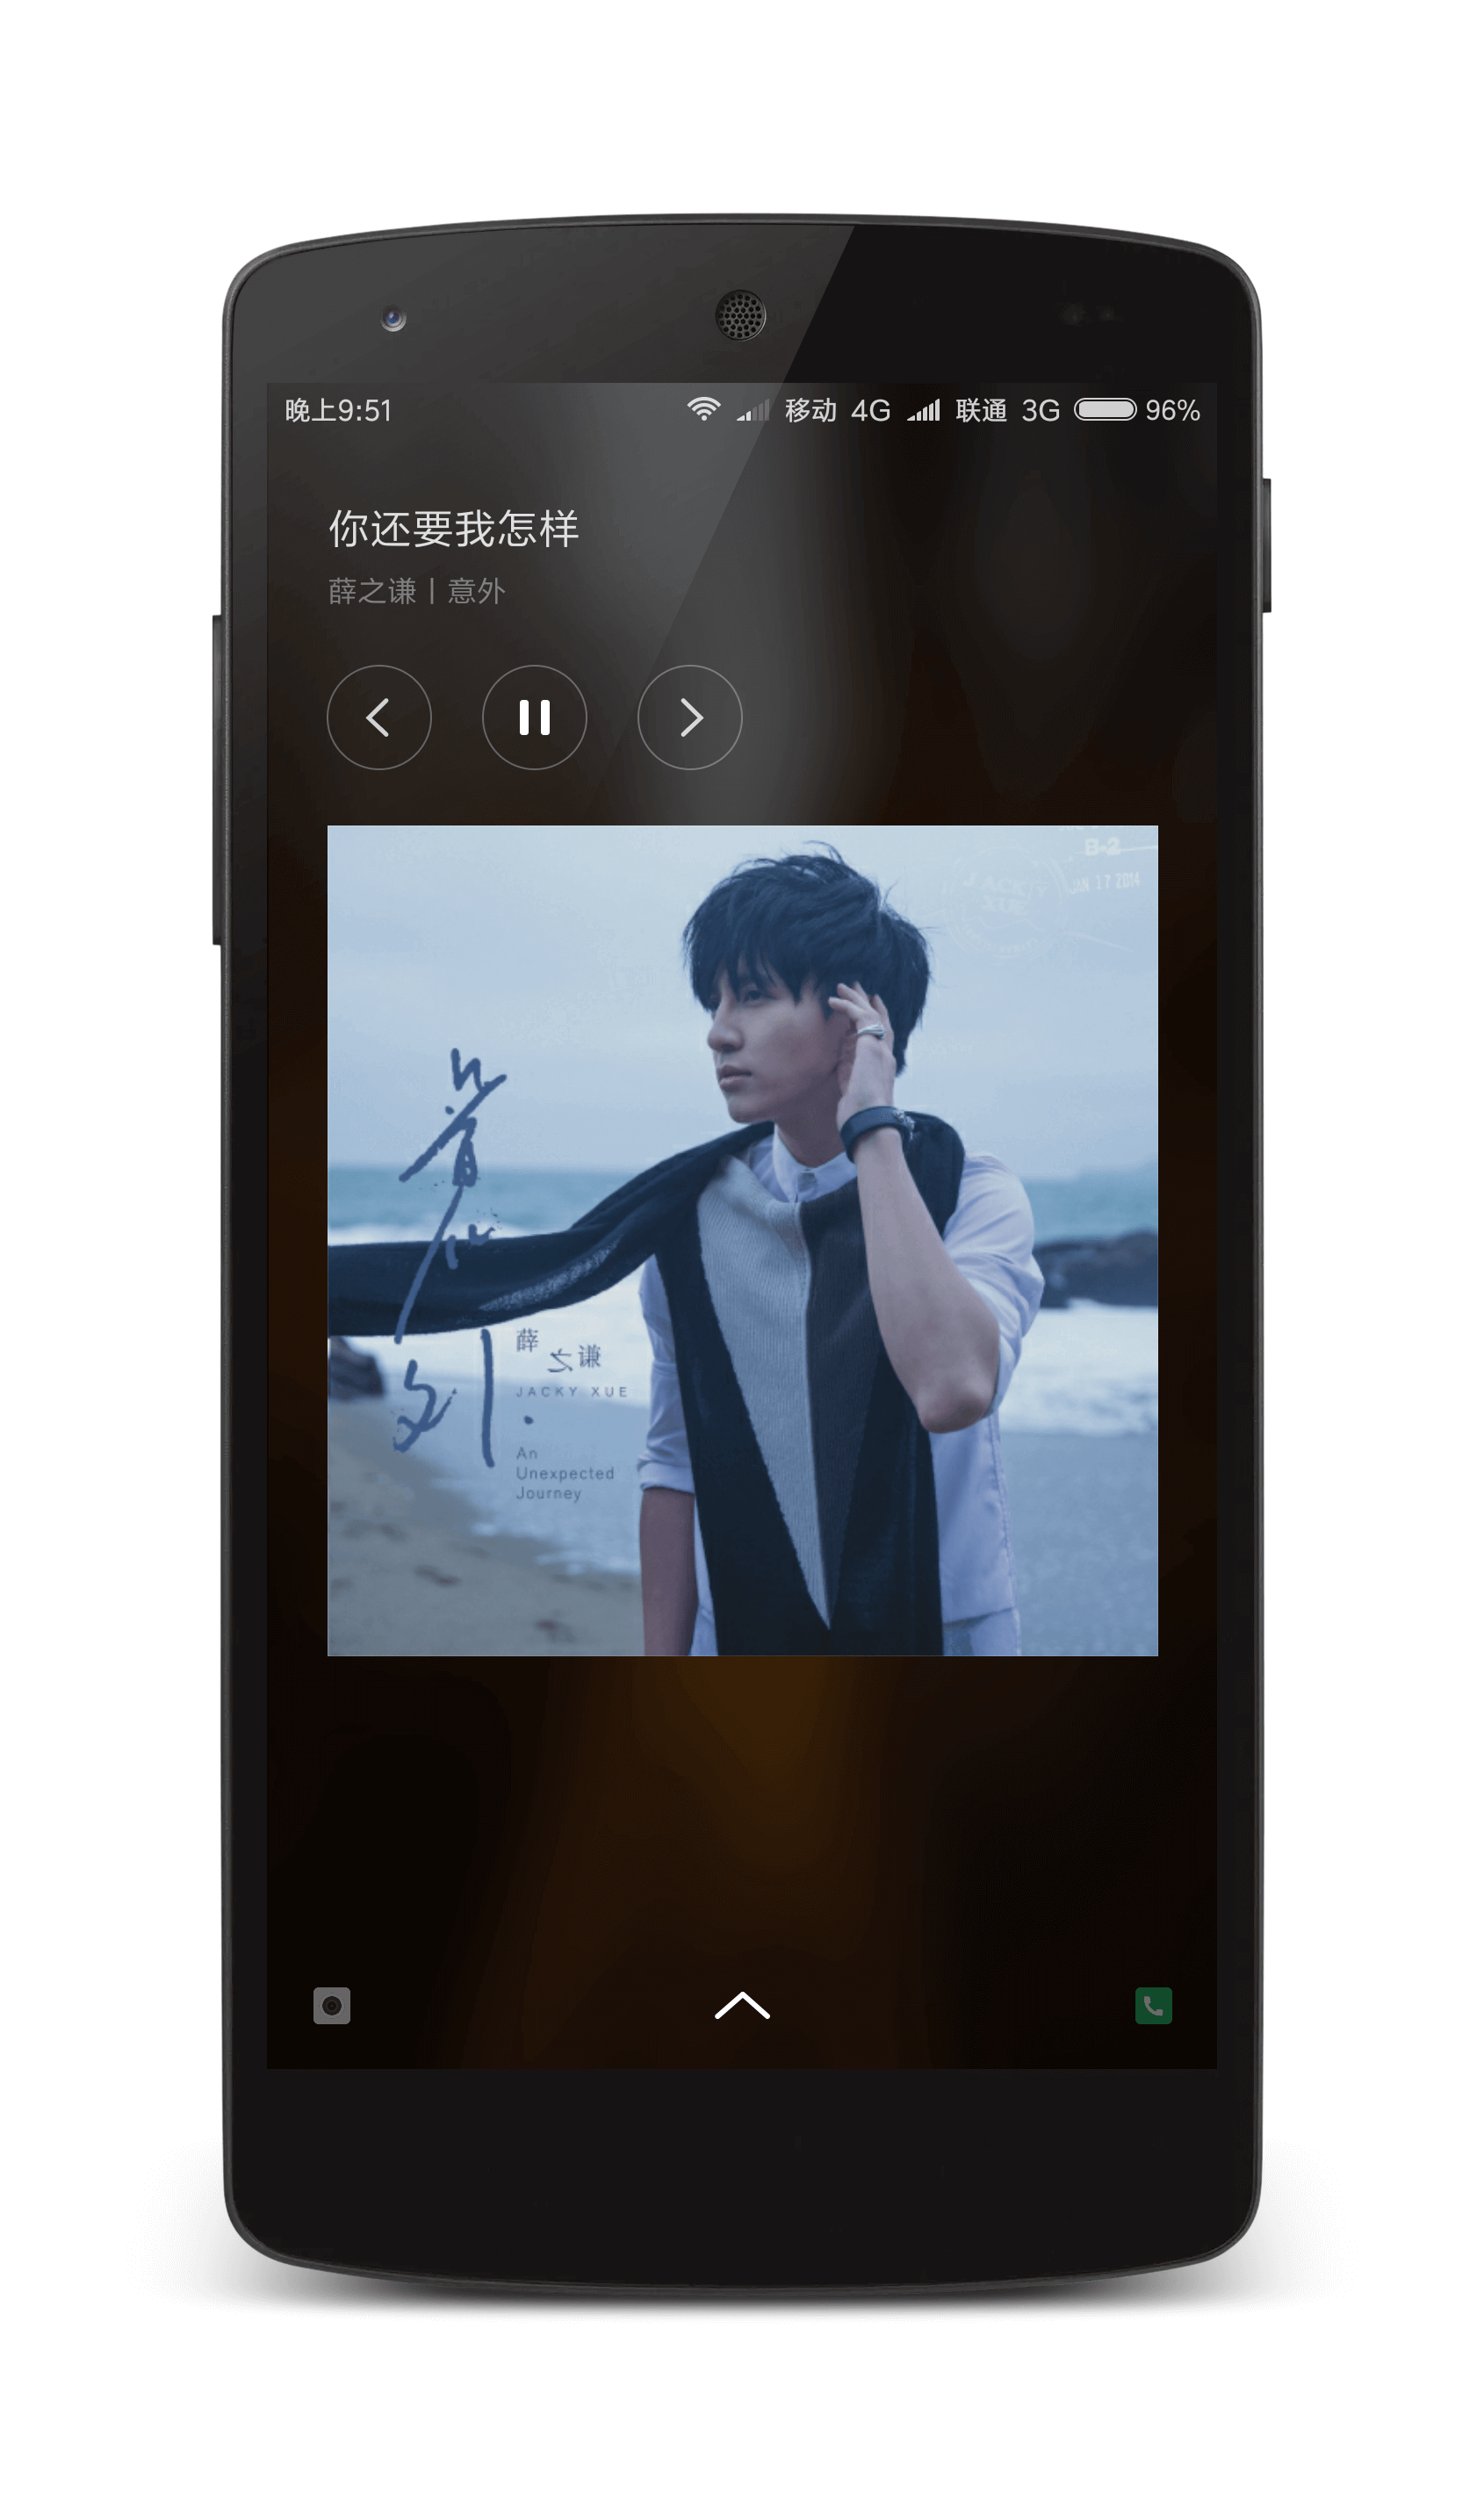 晚上9:51 移动 4G 联通 3G 96%
你还要我怎样
薛之谦丨意外
B-2
JACKY
XUE
JAN 17 2014
意外
薛之谦
JACKY XUE
An
Unexpected
Journey